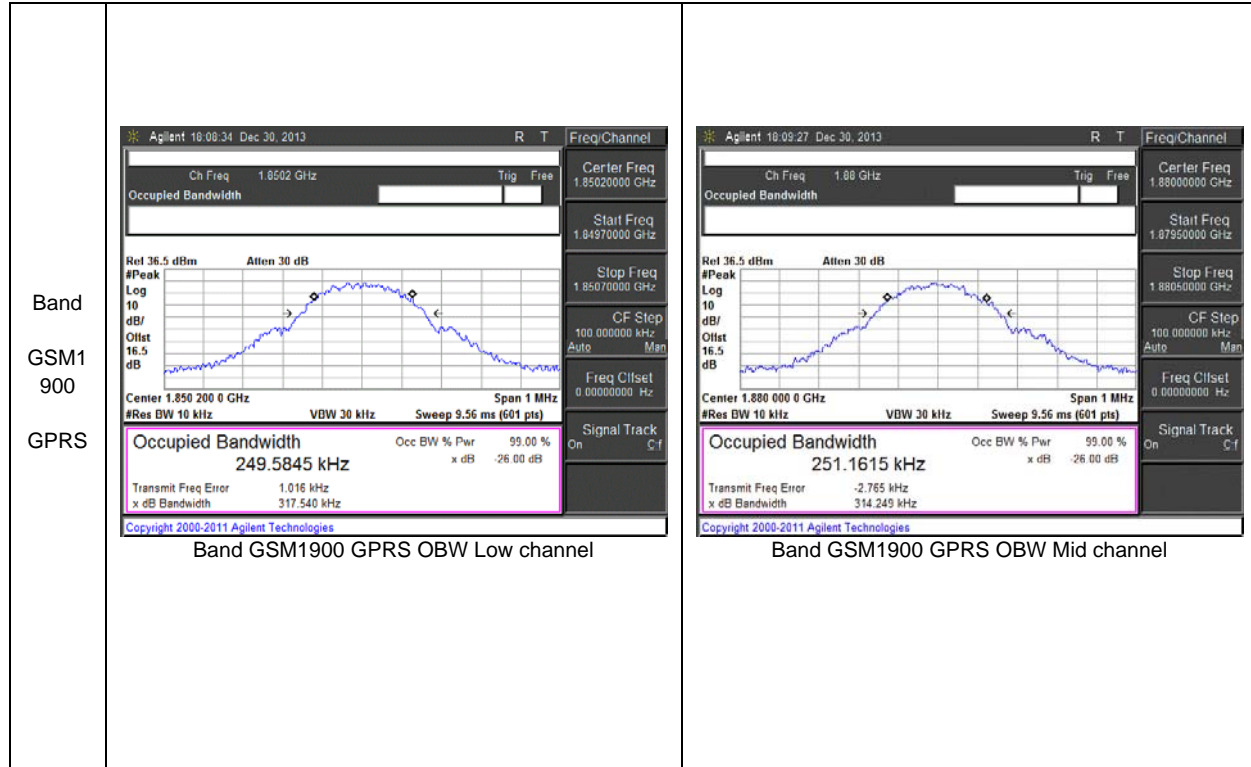 Band
GSM1
900
GPRS
Agilent 18:08:34 Dec 30, 2013 R T
Freq/Channel
Ch Freq 1.8502 GHz Trig Free
Occupied Bandwidth
Center Freq
1.85020000 GHz
Start Freq
1.84970000 GHz
Stop Freq
1.85070000 GHz
CF Step
100.000000 kHz
Auto Man
Freq Offset
0.00000000 Hz
Signal Track
On Off
Ref 36.5 dBm Atten 30 dB
#Peak
Log
10
dB/
Offst
16.5
dB
Center 1.850 200 0 GHz Span 1 MHz
#Res BW 10 kHz VBW 30 kHz Sweep 9.56 ms (601 pts)
Occupied Bandwidth Occ BW % Pwr 99.00 %
249.5845 kHz x dB -26.00 dB
Transmit Freq Error 1.016 kHz
x dB Bandwidth 317.540 kHz
Copyright 2000-2011 Agilent Technologies
Band GSM1900 GPRS OBW Low channel
Agilent 18:09:27 Dec 30, 2013 R T
Freq/Channel
Ch Freq 1.88 GHz Trig Free
Occupied Bandwidth
Center Freq
1.88000000 GHz
Start Freq
1.87950000 GHz
Stop Freq
1.88050000 GHz
CF Step
100.000000 kHz
Auto Man
Freq Offset
0.00000000 Hz
Signal Track
On Off
Ref 36.5 dBm Atten 30 dB
#Peak
Log
10
dB/
Offst
16.5
dB
Center 1.880 000 0 GHz Span 1 MHz
#Res BW 10 kHz VBW 30 kHz Sweep 9.56 ms (601 pts)
Occupied Bandwidth Occ BW % Pwr 99.00 %
251.1615 kHz x dB -26.00 dB
Transmit Freq Error -2.765 kHz
x dB Bandwidth 314.249 kHz
Copyright 2000-2011 Agilent Technologies
Band GSM1900 GPRS OBW Mid channel